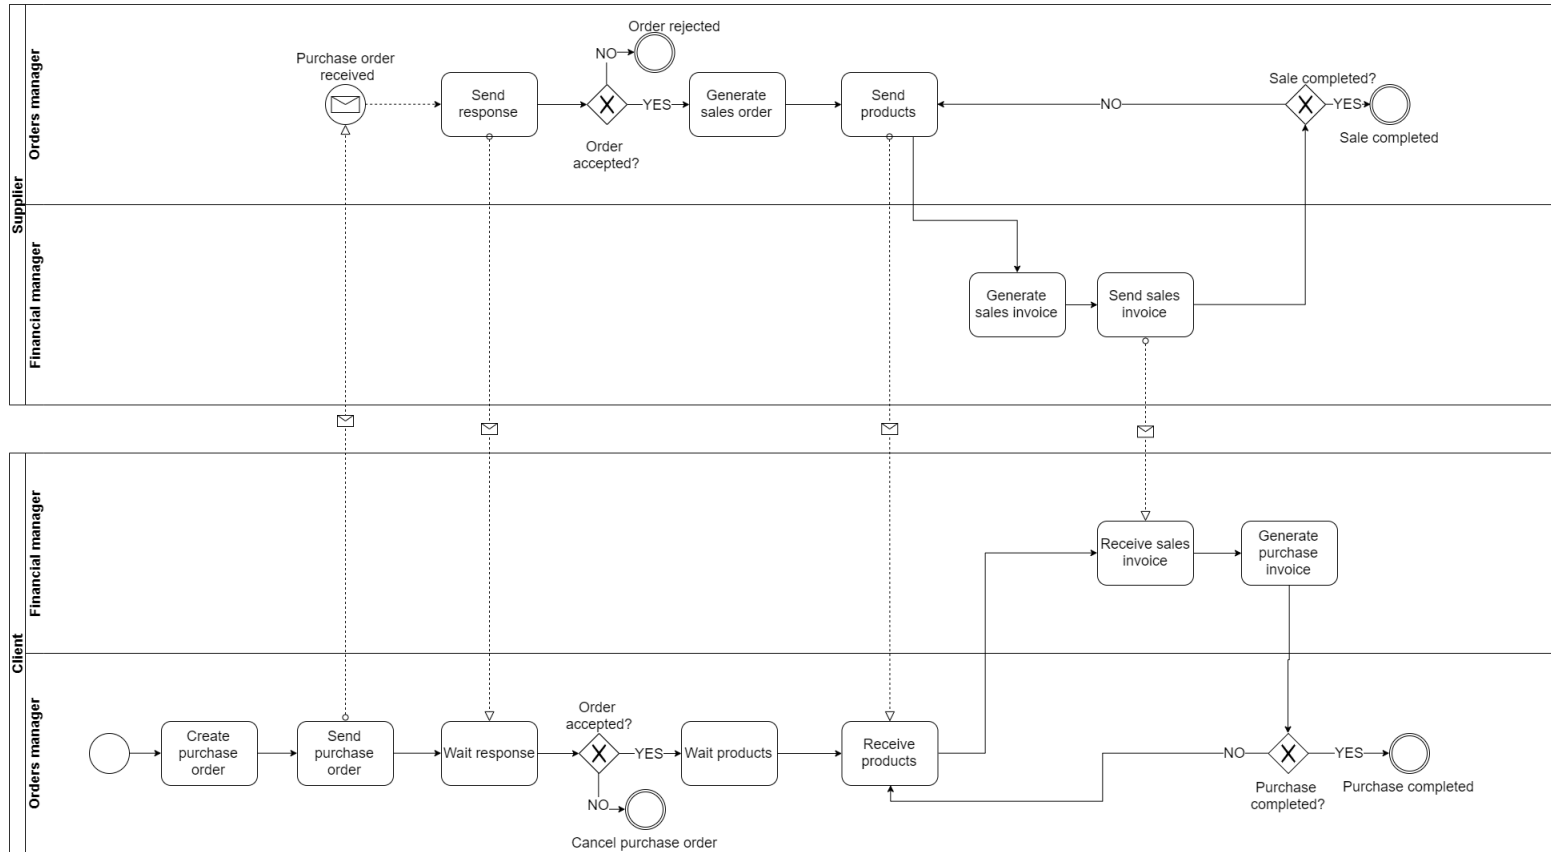 Supplier
Orders manager
Purchase order
received
Send
response
NO
Order rejected
Order
accepted?
YES
Generate
sales order
Send
products
NO
Sale completed?
YES
Sale completed
Financial manager
Generate
sales invoice
Send sales
invoice
Client
Financial manager
Receive sales
invoice
Generate
purchase
invoice
Orders manager
Create
purchase
order
Send
purchase
order
Wait response
Order
accepted?
YES
NO
Cancel purchase order
Wait products
Receive
products
NO
Purchase
completed?
YES
Purchase completed